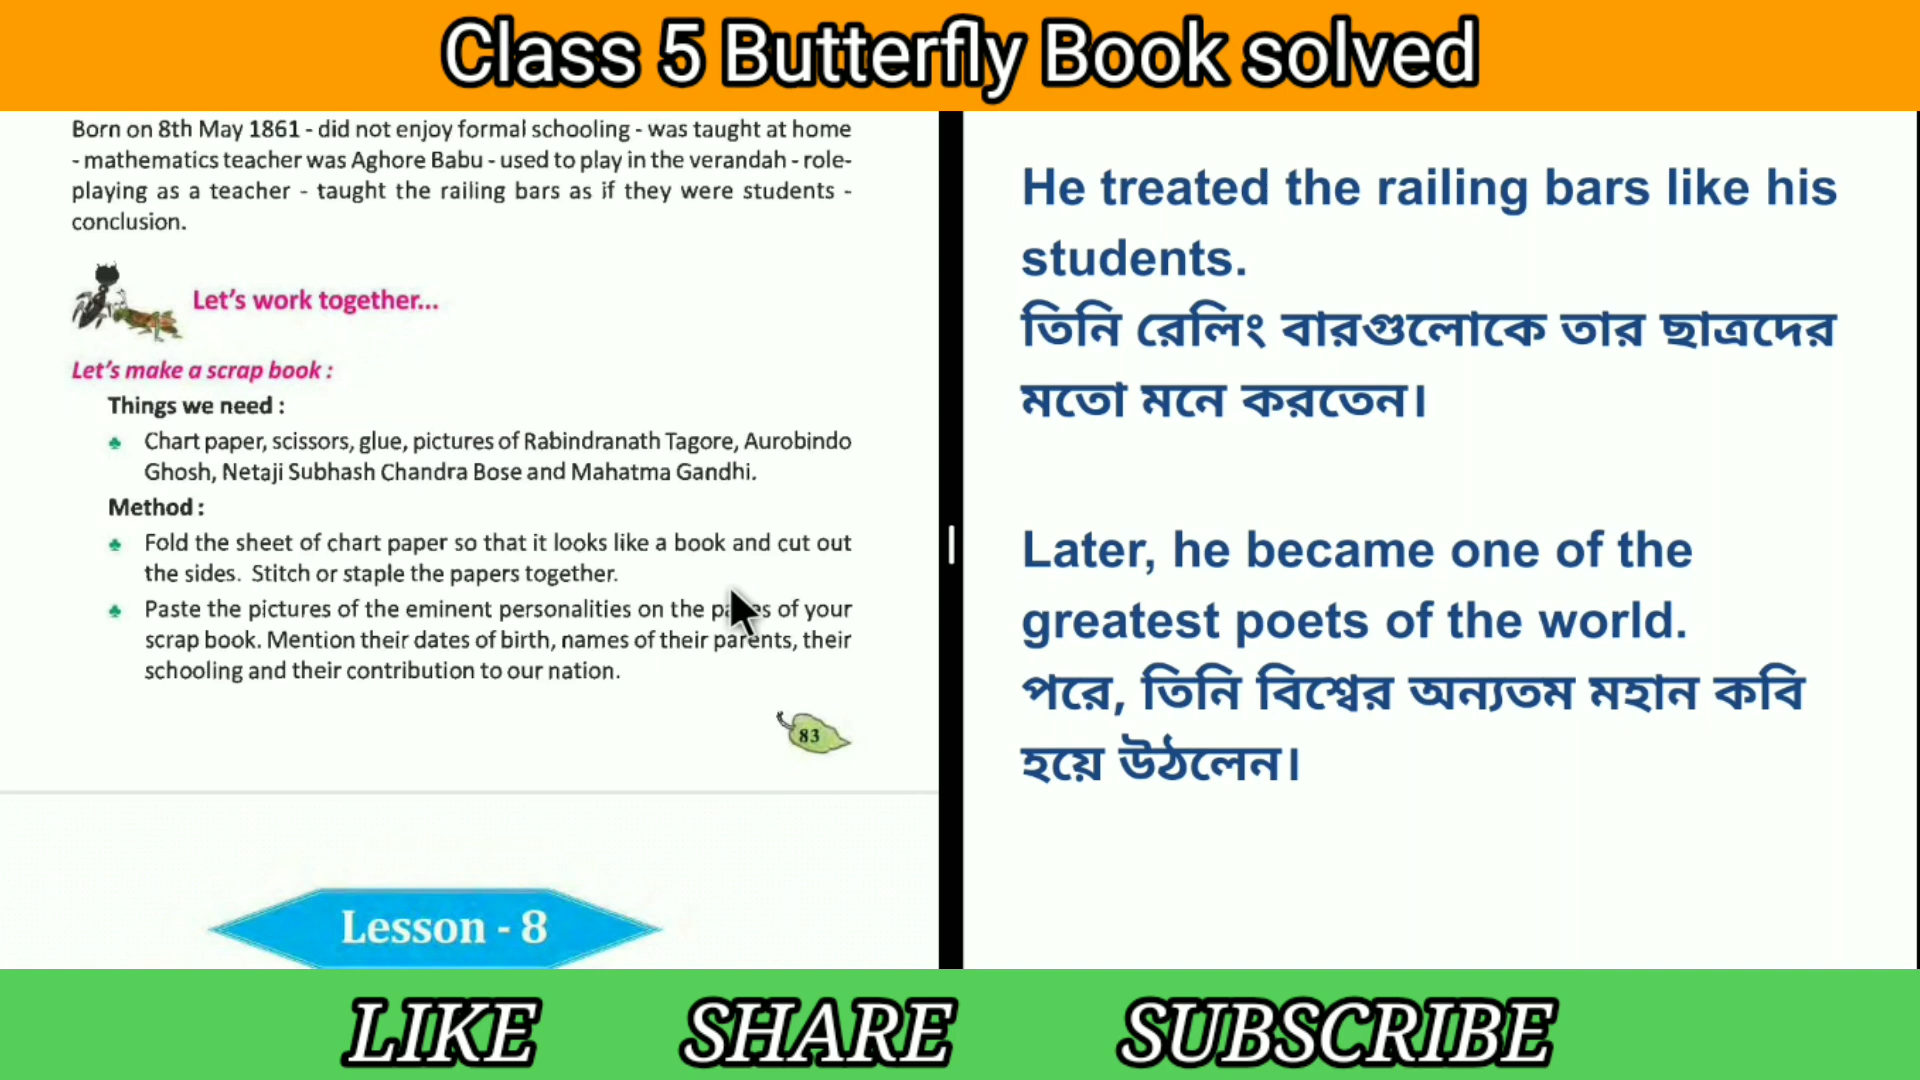 Class 5 Butterfly Book solved
Born on 8th May 1861 - did not enjoy formal schooling - was taught at home
- mathematics teacher was Aghore Babu - used to play in the verandah - role-
playing as a teacher - taught the railing bars as if they were students -
conclusion.
Let's work together...
Let's make a scrap book :
Things we need :
Chart paper, scissors, glue, pictures of Rabindranath Tagore, Aurobindo
Ghosh, Netaji Subhash Chandra Bose and Mahatma Gandhi.
Method :
Fold the sheet of chart paper so that it looks like a book and cut out
the sides. Stitch or staple the papers together.
Paste the pictures of the eminent personalities on the pages of your
scrap book. Mention their dates of birth, names of their parents, their
schooling and their contribution to our nation.
83
Lesson - 8
He treated the railing bars like his
students.
তিনি রেলিং বারগুলোকে তার ছাত্রদের
মতো মনে করতেন।
Later, he became one of the
greatest poets of the world.
পরে, তিনি বিশ্বের অন্যতম মহান কবি
হয়ে উঠলেন।
LIKE SHARE SUBSCRIBE